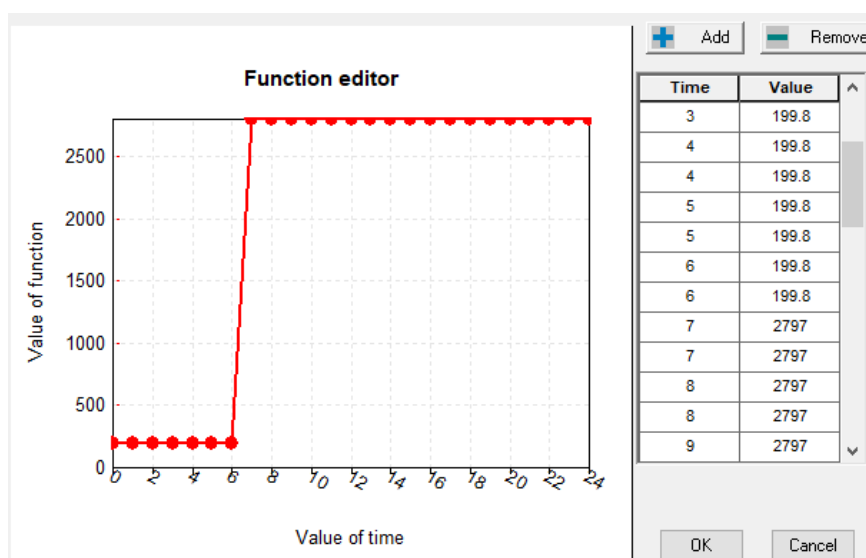 Add Remove
Function editor
Time Value
3 199.8
4 199.8
4 199.8
5 199.8
5 199.8
6 199.8
6 199.8
7 2797
7 2797
8 2797
8 2797
9 2797
Value of function
2500
2000
1500
1000
500
0
0 2 4 6 8 10 12 14 16 18 20 22 24
Value of time
OK Cancel